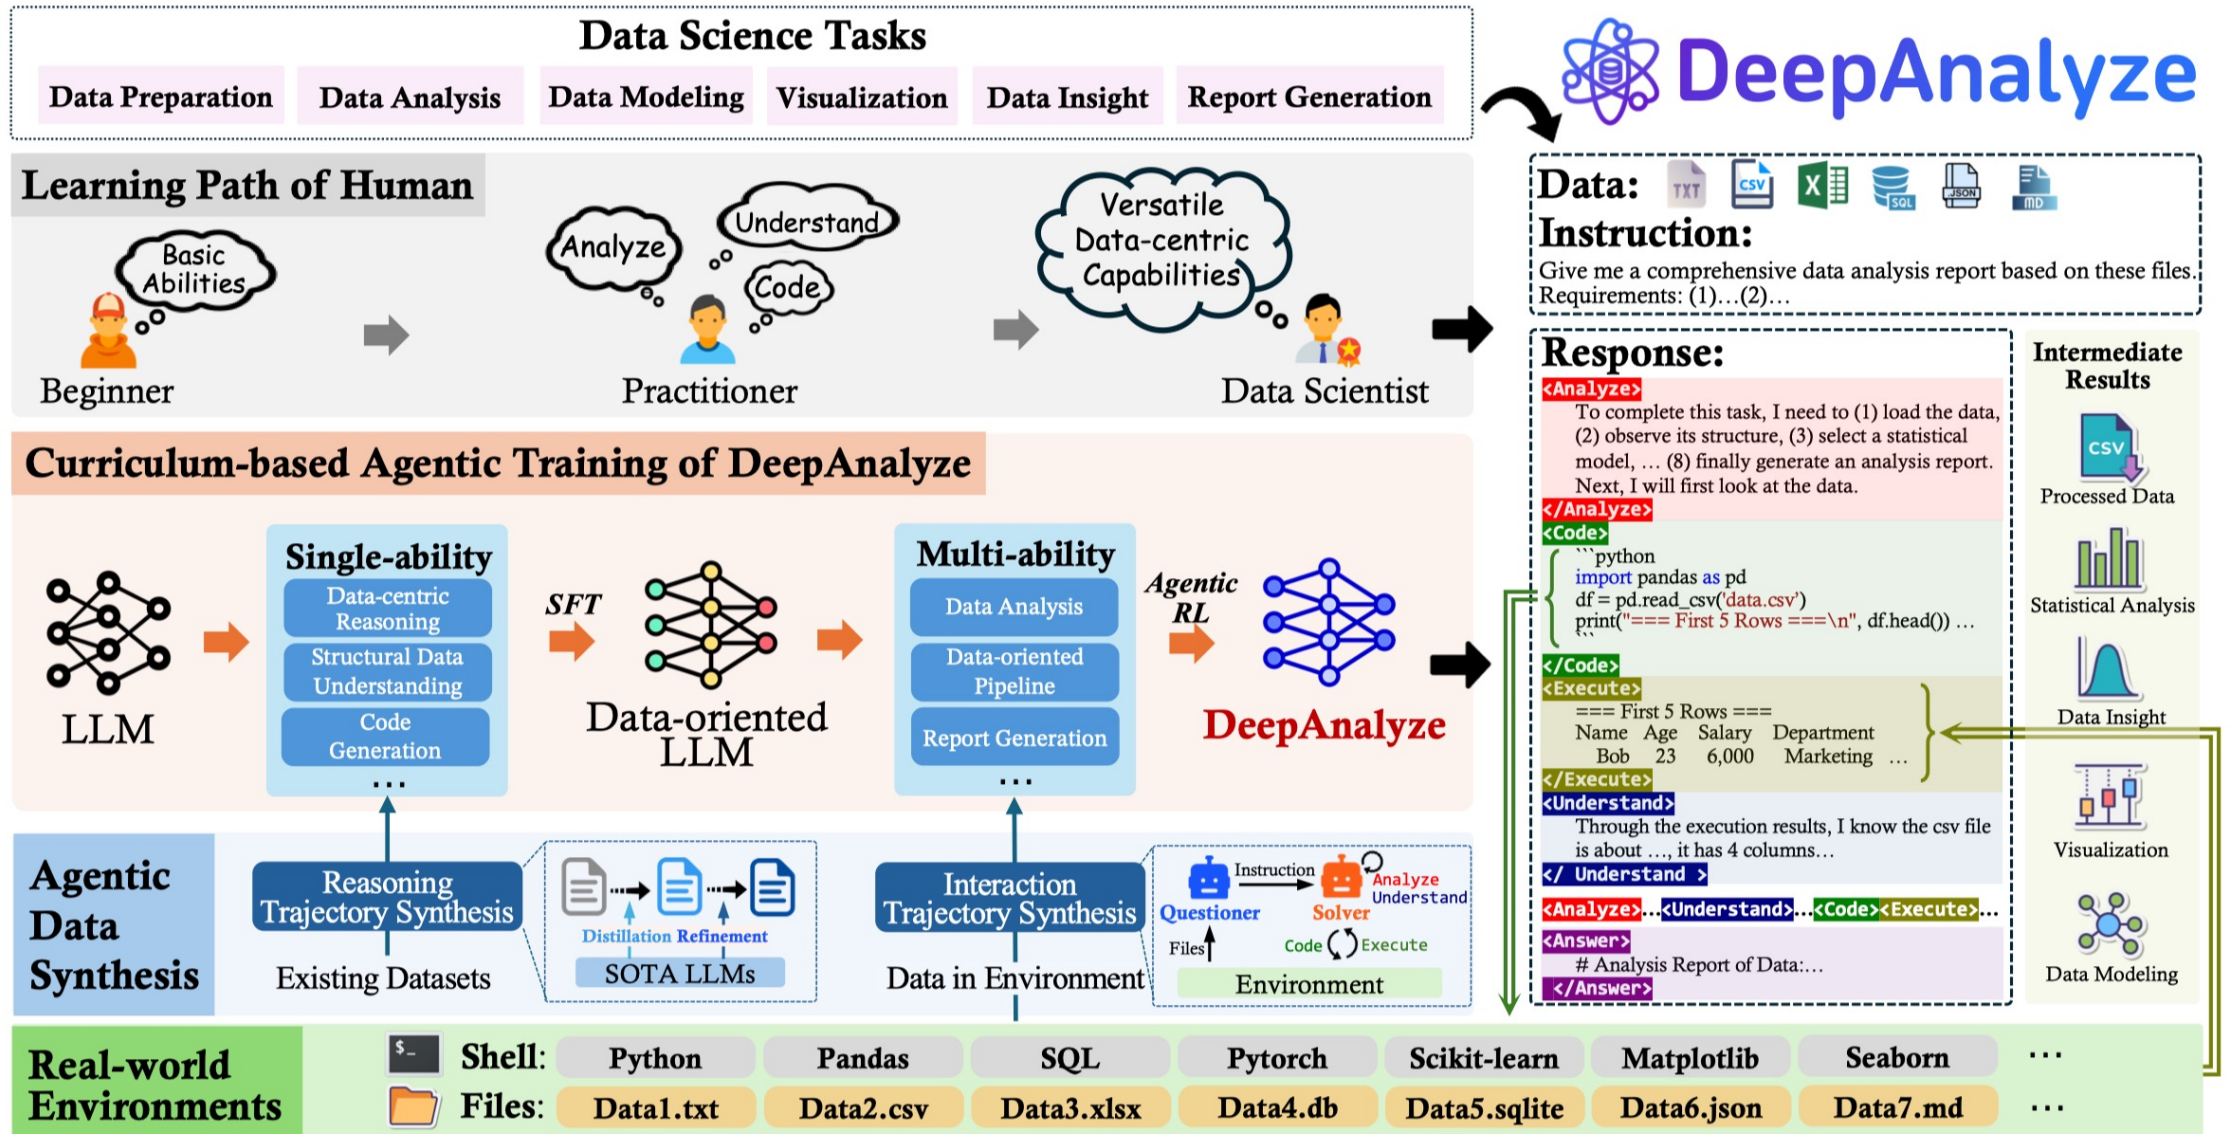 Data Science Tasks
Data Preparation
Data Analysis
Data Modeling
Visualization
Data Insight
Report Generation
DeepAnalyze
Learning Path of Human
Basic
Abilities
Beginner
Analyze
Understand
Code
Practitioner
Versatile
Data-centric
Capabilities
Data Scientist
Curriculum-based Agentic Training of DeepAnalyze
LLM
Single-ability
Data-centric
Reasoning
Structural Data
Understanding
Code
Generation
...
SFT
Data-oriented
LLM
Multi-ability
Data Analysis
Data-oriented
Pipeline
Report Generation
...
Agentic
RL
DeepAnalyze
Agentic
Data
Synthesis
Reasoning
Trajectory Synthesis
Existing Datasets
Distillation Refinement
SOTA LLMs
Interaction
Trajectory Synthesis
Data in Environment
Questioner
Instruction
Solver
Analyze
Understand
Files
Code
Execute
Environment
Data:
TXT
CSV
X
SQL
.JSON
MD
Instruction:
Give me a comprehensive data analysis report based on these files.
Requirements: (1)…(2)…
Response:
<Analyze>
To complete this task, I need to (1) load the data,
(2) observe its structure, (3) select a statistical
model, … (8) finally generate an analysis report.
Next, I will first look at the data.
</Analyze>
<Code>
```python
import pandas as pd
df = pd.read_csv('data.csv')
print("=== First 5 Rows ===\n", df.head()) …
```
</Code>
<Execute>
=== First 5 Rows ===
Name Age Salary Department
Bob 23 6,000 Marketing …
</Execute>
<Understand>
Through the execution results, I know the csv file
is about …, it has 4 columns…
</ Understand >
<Analyze>…<Understand>…<Code><Execute>…
<Answer>
# Analysis Report of Data:…
</Answer>
Intermediate
Results
CSV
Processed Data
Statistical Analysis
Data Insight
Visualization
Data Modeling
Real-world
Environments
$_
Shell:
Python
Pandas
SQL
Pytorch
Scikit-learn
Matplotlib
Seaborn
...
Files:
Data1.txt
Data2.csv
Data3.xlsx
Data4.db
Data5.sqlite
Data6.json
Data7.md
...